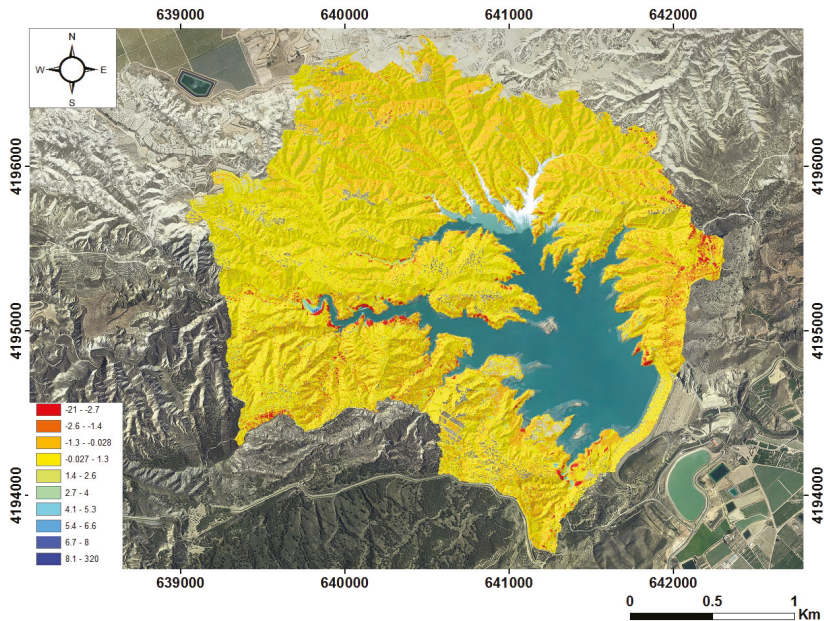 639000 640000 641000 642000
N
W E
S
4196000 4196000
4195000 4195000
4194000 4194000
-21 - -2.7
-2.6 - -1.4
-1.3 - -0.028
-0.027 - 1.3
1.4 - 2.6
2.7 - 4
4.1 - 5.3
5.4 - 6.6
6.7 - 8
8.1 - 320
639000 640000 641000 642000
0 0.5 1
Km